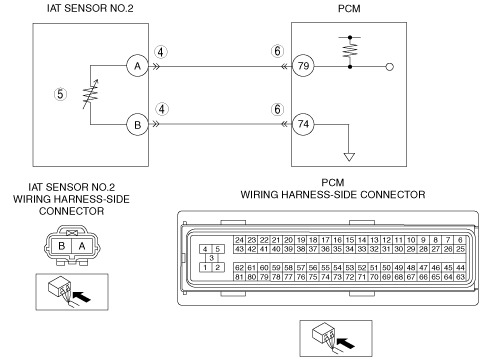 IAT SENSOR NO.2
PCM
4
6
A
79
5
4
6
B
74
IAT SENSOR NO.2
WIRING HARNESS-SIDE
CONNECTOR
B A
PCM
WIRING HARNESS-SIDE CONNECTOR
24 23 22 21 20 19 18 17 16 15 14 13 12 11 10 9 8 7 6
4 5 43 42 41 40 39 38 37 36 35 34 33 32 31 30 29 28 27 26 25
3
1 2 62 61 60 59 58 57 56 55 54 53 52 51 50 49 48 47 46 45 44
81 80 79 78 77 76 75 74 73 72 71 70 69 68 67 66 65 64 63